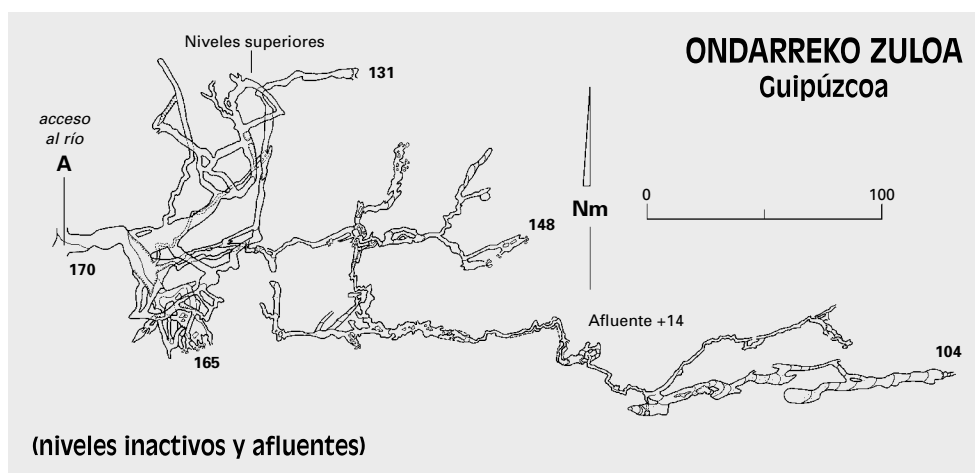 ONDARREKO ZULOA
Guipúzcoa
Niveles superiores
131
acceso
al río
A
0 100
Nm
148
170
Afluente +14
104
165
(niveles inactivos y afluentes)